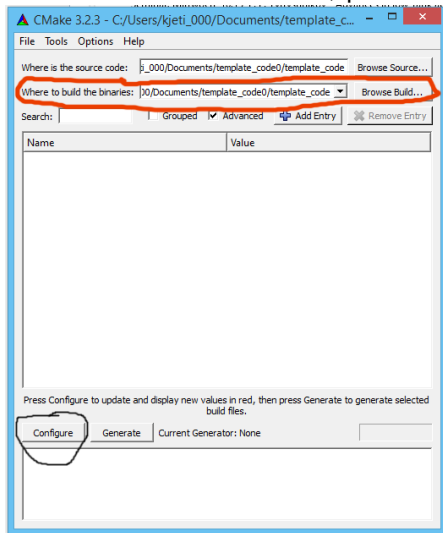 CMake 3.2.3 - C:/Users/kjeti_000/Documents/template_c...
File Tools Options Help
Where is the source code: i_000/Documents/template_code0/template_code Browse Source...
Where to build the binaries: 00/Documents/template_code0/template_code Browse Build...
Search: Grouped Advanced Add Entry Remove Entry
Name Value
Press Configure to update and display new values in red, then press Generate to generate selected
build files.
Configure Generate Current Generator: None